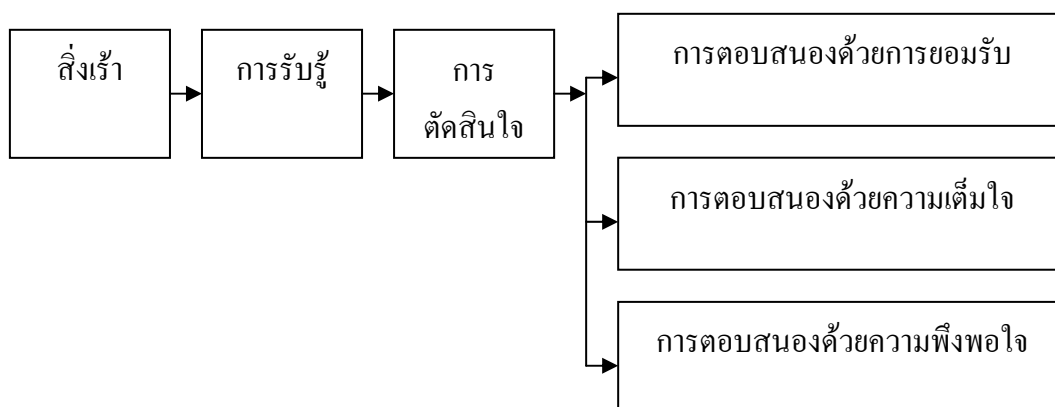 สิ่งเร้า
การรับรู้
การ
ตัดสินใจ
การตอบสนองด้วยการยอมรับ
การตอบสนองด้วยความเต็มใจ
การตอบสนองด้วยความพึงพอใจ